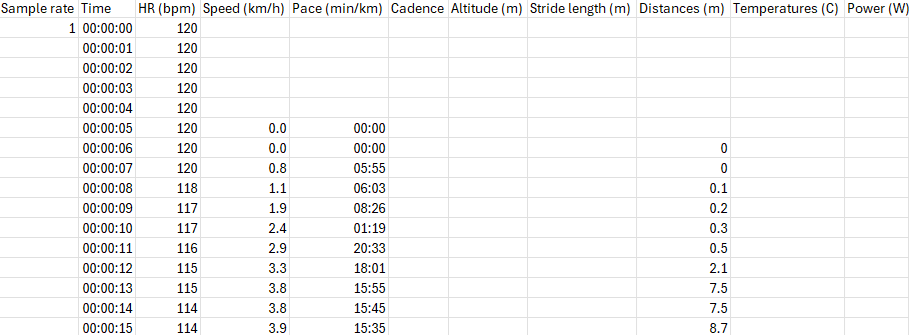 Sample rate Time HR (bpm) Speed (km/h) Pace (min/km) Cadence Altitude (m) Stride length (m) Distances (m) Temperatures (C) Power (W)
1 00:00:00 120
00:00:01 120
00:00:02 120
00:00:03 120
00:00:04 120
00:00:05 120 0.0 00:00
00:00:06 120 0.0 00:00 0
00:00:07 120 0.8 05:55 0
00:00:08 118 1.1 06:03 0.1
00:00:09 117 1.9 08:26 0.2
00:00:10 117 2.4 01:19 0.3
00:00:11 116 2.9 20:33 0.5
00:00:12 115 3.3 18:01 2.1
00:00:13 115 3.8 15:55 7.5
00:00:14 114 3.8 15:45 7.5
00:00:15 114 3.9 15:35 8.7